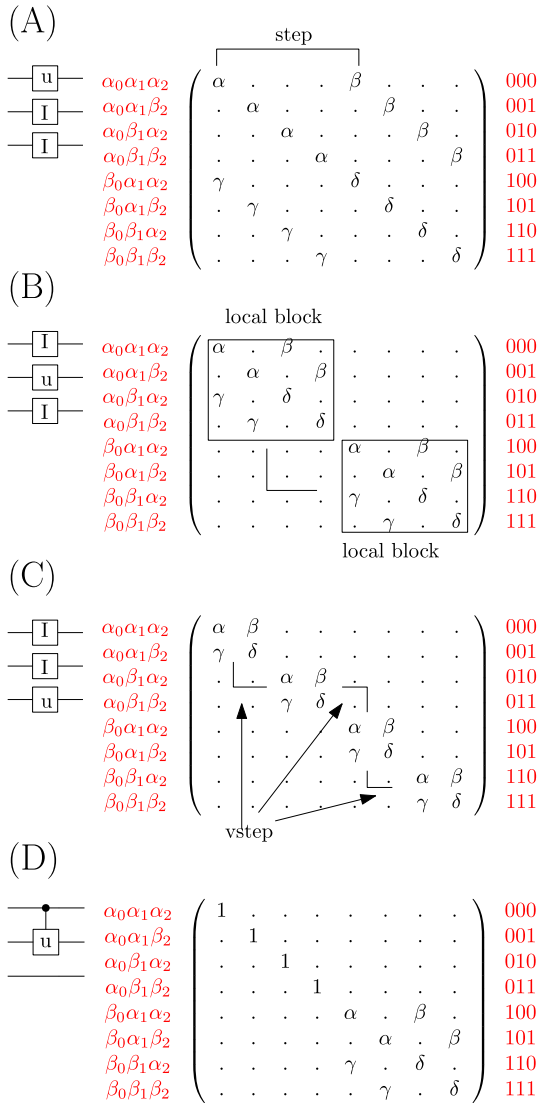 (A)
step
u α₀α₁α₂ α . . . β . . . 000
I α₀α₁β₂ . α . . . β . . 001
α₀β₁α₂ . . α . . . β . 010
I α₀β₁β₂ . . . α . . . β 011
β₀α₁α₂ γ . . . δ . . . 100
β₀α₁β₂ . γ . . . δ . . 101
β₀β₁α₂ . . γ . . . δ . 110
β₀β₁β₂ . . . γ . . . δ 111
(B)
local block
I α₀α₁α₂ α . β . . . . . 000
u α₀α₁β₂ . α . β . . . . 001
α₀β₁α₂ γ . δ . . . . . 010
I α₀β₁β₂ . γ . δ . . . . 011
β₀α₁α₂ . . . . α . β . 100
β₀α₁β₂ . . . . . α . β 101
β₀β₁α₂ . . . . γ . δ . 110
β₀β₁β₂ . . . . . γ . δ 111
local block
(C)
I α₀α₁α₂ α β . . . . . . 000
α₀α₁β₂ γ δ . . . . . . 001
I α₀β₁α₂ . . α β . . . . 010
u α₀β₁β₂ . . γ δ . . . . 011
β₀α₁α₂ . . . . α β . . 100
β₀α₁β₂ . . . . γ δ . . 101
β₀β₁α₂ . . . . . . α β 110
β₀β₁β₂ . . . . . . γ δ 111
vstep
(D)
α₀α₁α₂ 1 . . . . . . . 000
u α₀α₁β₂ . 1 . . . . . . 001
α₀β₁α₂ . . 1 . . . . . 010
α₀β₁β₂ . . . 1 . . . . 011
β₀α₁α₂ . . . . α . β . 100
β₀α₁β₂ . . . . . α . β 101
β₀β₁α₂ . . . . γ . δ . 110
β₀β₁β₂ . . . . . γ . δ 111